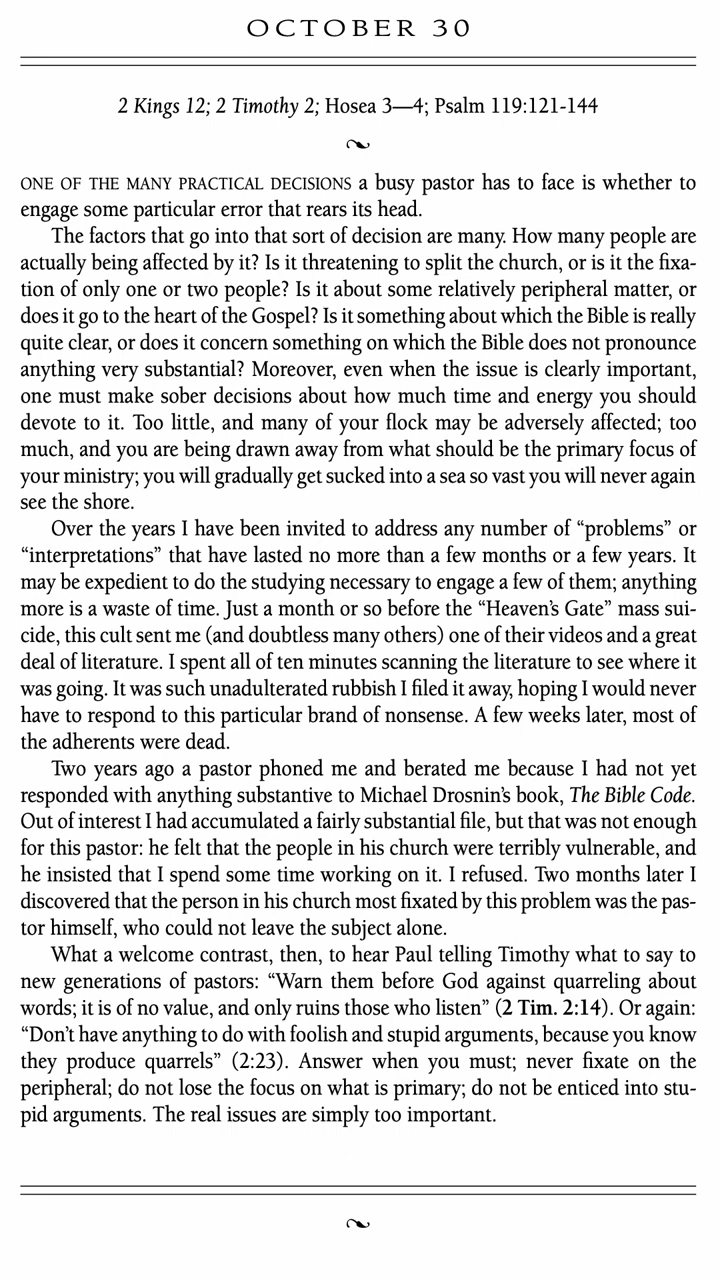 OCTOBER 30
2 Kings 12; 2 Timothy 2; Hosea 3—4; Psalm 119:121-144
ONE OF THE MANY PRACTICAL DECISIONS a busy pastor has to face is whether to
engage some particular error that rears its head.
The factors that go into that sort of decision are many. How many people are
actually being affected by it? Is it threatening to split the church, or is it the fixa-
tion of only one or two people? Is it about some relatively peripheral matter, or
does it go to the heart of the Gospel? Is it something about which the Bible is really
quite clear, or does it concern something on which the Bible does not pronounce
anything very substantial? Moreover, even when the issue is clearly important,
one must make sober decisions about how much time and energy you should
devote to it. Too little, and many of your flock may be adversely affected; too
much, and you are being drawn away from what should be the primary focus of
your ministry; you will gradually get sucked into a sea so vast you will never again
see the shore.
Over the years I have been invited to address any number of “problems” or
“interpretations” that have lasted no more than a few months or a few years. It
may be expedient to do the studying necessary to engage a few of them; anything
more is a waste of time. Just a month or so before the “Heaven’s Gate” mass sui-
cide, this cult sent me (and doubtless many others) one of their videos and a great
deal of literature. I spent all of ten minutes scanning the literature to see where it
was going. It was such unadulterated rubbish I filed it away, hoping I would never
have to respond to this particular brand of nonsense. A few weeks later, most of
the adherents were dead.
Two years ago a pastor phoned me and berated me because I had not yet
responded with anything substantive to Michael Drosnin’s book, The Bible Code.
Out of interest I had accumulated a fairly substantial file, but that was not enough
for this pastor: he felt that the people in his church were terribly vulnerable, and
he insisted that I spend some time working on it. I refused. Two months later I
discovered that the person in his church most fixated by this problem was the pas-
tor himself, who could not leave the subject alone.
What a welcome contrast, then, to hear Paul telling Timothy what to say to
new generations of pastors: “Warn them before God against quarreling about
words; it is of no value, and only ruins those who listen” (2 Tim. 2:14). Or again:
“Don’t have anything to do with foolish and stupid arguments, because you know
they produce quarrels” (2:23). Answer when you must; never fixate on the
peripheral; do not lose the focus on what is primary; do not be enticed into stu-
pid arguments. The real issues are simply too important.